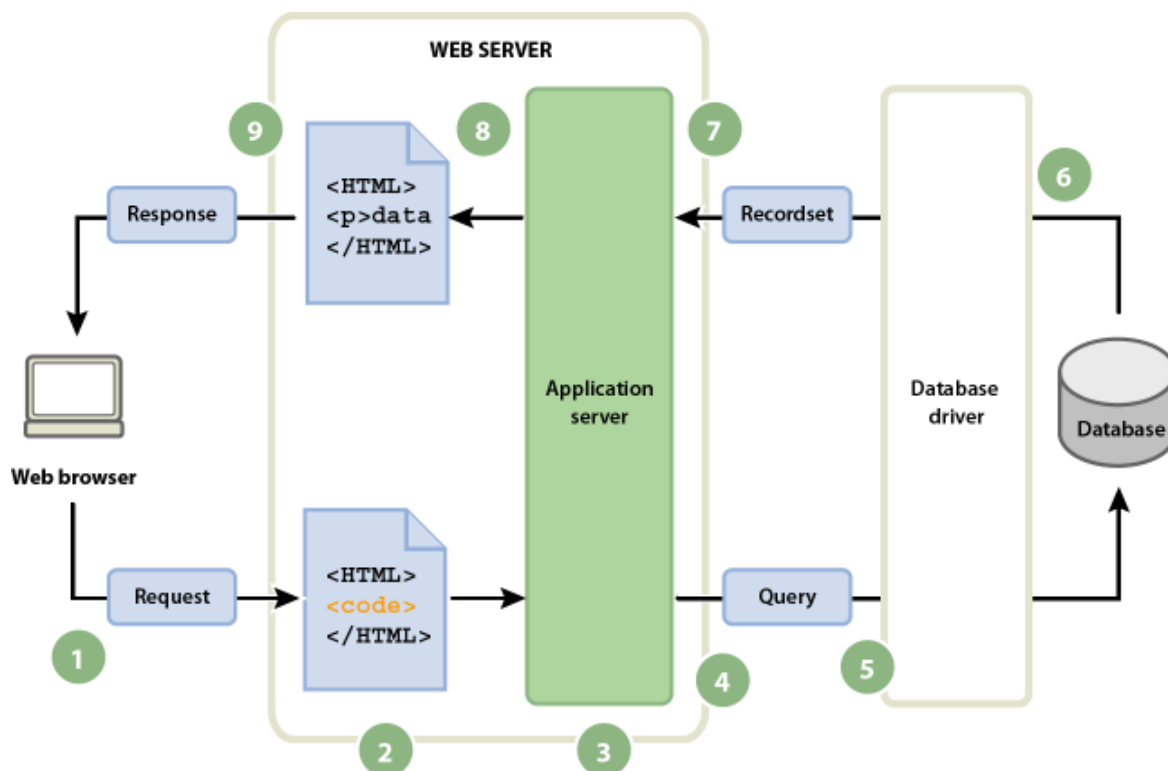 WEB SERVER
9
8
7
6
<HTML>
<p>data
</HTML>
Response
Recordset
Application
server
Database
driver
Database
Web browser
<HTML>
<code>
</HTML>
Request
Query
1
2
3
4
5